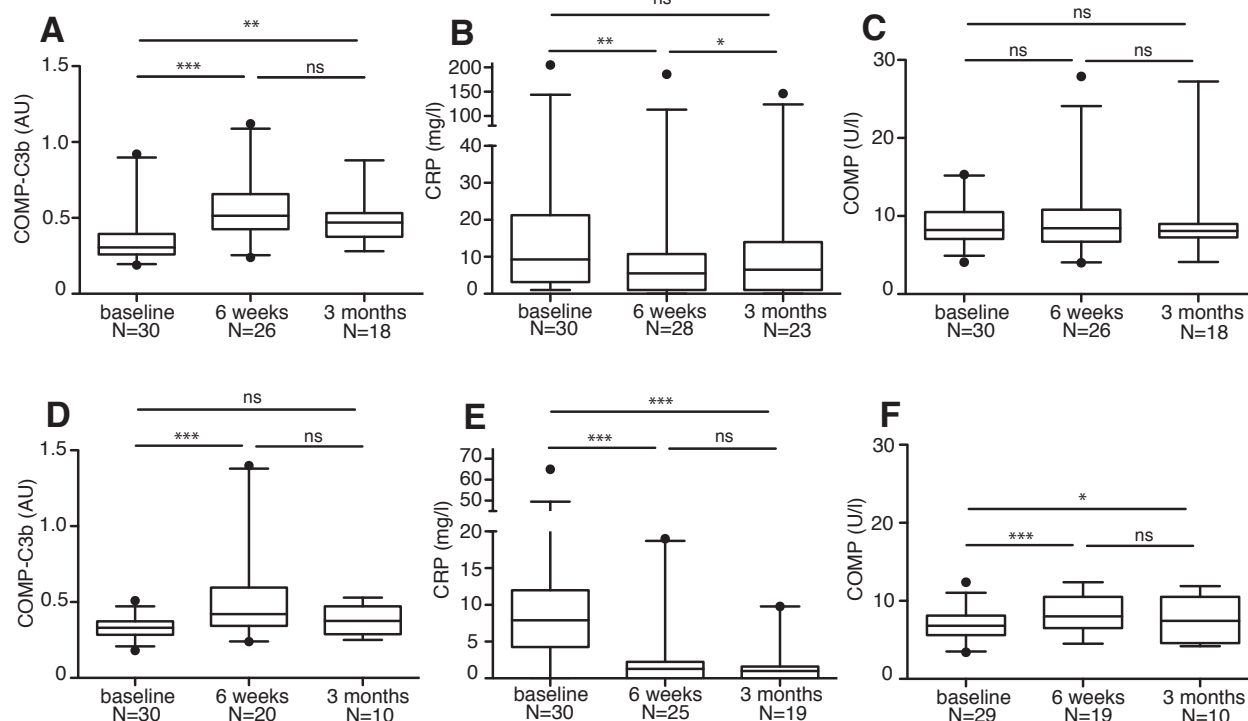 A
**
***
ns
COMP-C3b (AU)
1.5
1.0
0.5
0
baseline
6 weeks
3 months
N=30
N=26
N=18
B
ns
**
*
CRP (mg/l)
200
150
100
40
30
20
10
0
baseline
6 weeks
3 months
N=30
N=28
N=23
C
ns
ns
ns
COMP (U/l)
30
20
10
0
baseline
6 weeks
3 months
N=30
N=26
N=18
D
ns
***
ns
COMP-C3b (AU)
1.5
1.0
0.5
0
baseline
6 weeks
3 months
N=30
N=20
N=10
E
***
***
ns
CRP (mg/l)
70
60
50
20
15
10
5
0
baseline
6 weeks
3 months
N=30
N=25
N=19
F
*
***
ns
COMP (U/l)
30
20
10
0
baseline
6 weeks
3 months
N=29
N=19
N=10